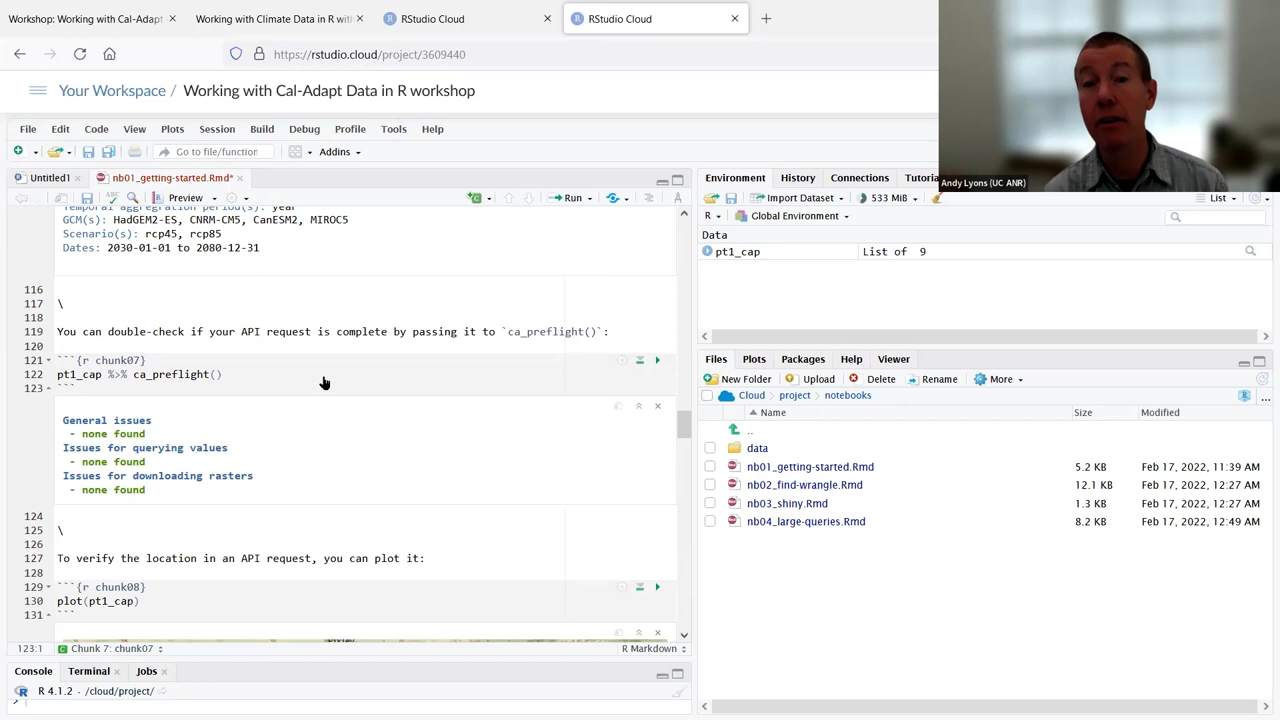 Workshop: Working with Cal-Adapt
Working with Climate Data in R with
RStudio Cloud
RStudio Cloud
https://rstudio.cloud/project/3609440
Your Workspace / Working with Cal-Adapt Data in R workshop
File Edit Code View Plots Session Build Debug Profile Tools Help
Go to file/function
Addins
Andy Lyons (UC ANR)
Untitled1
nb01_getting-started.Rmd*
Preview
Run
Temporal aggregation period(s): year
GCM(s): HadGEM2-ES, CNRM-CM5, CanESM2, MIROC5
Scenario(s): rcp45, rcp85
Dates: 2030-01-01 to 2080-12-31
116
117 \
118
119 You can double-check if your API request is complete by passing it to `ca_preflight()`:
120
121 ```{r chunk07}
122 pt1_cap %>% ca_preflight()
123 ```
General issues
- none found
Issues for querying values
- none found
Issues for downloading rasters
- none found
124
125 \
126
127 To verify the location in an API request, you can plot it:
128
129 ```{r chunk08}
130 plot(pt1_cap)
131 ```
123:1 Chunk 7: chunk07 R Markdown
Console Terminal Jobs
R 4.1.2 · /cloud/project/
>
Environment History Connections Tutoria
Import Dataset 533 MiB List
R Global Environment
Data
pt1_cap List of 9
Files Plots Packages Help Viewer
New Folder Upload Delete Rename More
Cloud project notebooks
Name Size Modified
..
data
nb01_getting-started.Rmd 5.2 KB Feb 17, 2022, 11:39 AM
nb02_find-wrangle.Rmd 12.1 KB Feb 17, 2022, 12:27 AM
nb03_shiny.Rmd 1.3 KB Feb 17, 2022, 12:27 AM
nb04_large-queries.Rmd 8.2 KB Feb 17, 2022, 12:49 AM